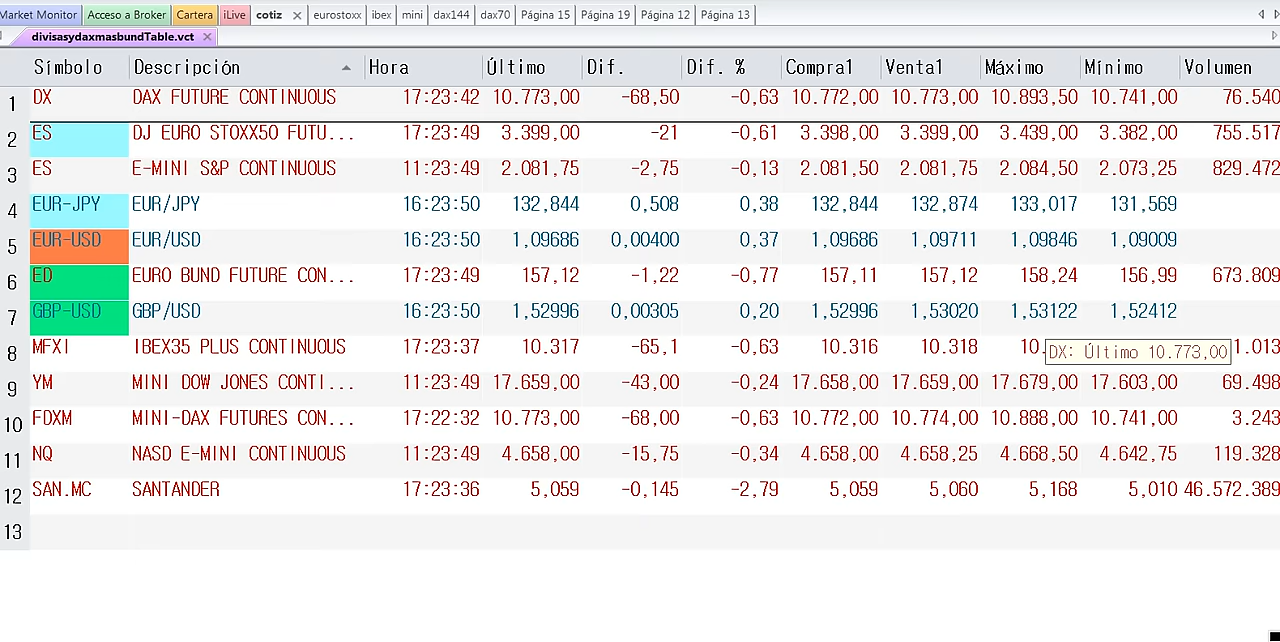 Market Monitor Acceso a Broker Cartera iLive cotiz eurostoxx ibex mini dax144 dax70 Página 15 Página 19 Página 12 Página 13
divisasydaxmasbundTable.vct
Símbolo Descripción Hora Último Dif. Dif. % Compra1 Venta1 Máximo Mínimo Volumen
1 DX DAX FUTURE CONTINUOUS 17:23:42 10.773,00 -68,50 -0,63 10.772,00 10.773,00 10.893,50 10.741,00 76.540
2 ES DJ EURO STOXX50 FUTU... 17:23:49 3.399,00 -21 -0,61 3.398,00 3.399,00 3.439,00 3.382,00 755.517
3 ES E-MINI S&P CONTINUOUS 11:23:49 2.081,75 -2,75 -0,13 2.081,50 2.081,75 2.084,50 2.073,25 829.472
4 EUR-JPY EUR/JPY 16:23:50 132,844 0,508 0,38 132,844 132,874 133,017 131,569
5 EUR-USD EUR/USD 16:23:50 1,09686 0,00400 0,37 1,09686 1,09711 1,09846 1,09009
6 ED EURO BUND FUTURE CON... 17:23:49 157,12 -1,22 -0,77 157,11 157,12 158,24 156,99 673.809
7 GBP-USD GBP/USD 16:23:50 1,52996 0,00305 0,20 1,52996 1,53020 1,53122 1,52412
8 MFXI IBEX35 PLUS CONTINUOUS 17:23:37 10.317 -65,1 -0,63 10.316 10.318 10. DX: Último 10.773,00 1.013
9 YM MINI DOW JONES CONTI... 11:23:49 17.659,00 -43,00 -0,24 17.658,00 17.659,00 17.679,00 17.603,00 69.498
10 FDXM MINI-DAX FUTURES CON... 17:22:32 10.773,00 -68,00 -0,63 10.772,00 10.774,00 10.888,00 10.741,00 3.243
11 NQ NASD E-MINI CONTINUOUS 11:23:49 4.658,00 -15,75 -0,34 4.658,00 4.658,25 4.668,50 4.642,75 119.328
12 SAN.MC SANTANDER 17:23:36 5,059 -0,145 -2,79 5,059 5,060 5,168 5,010 46.572.389
13